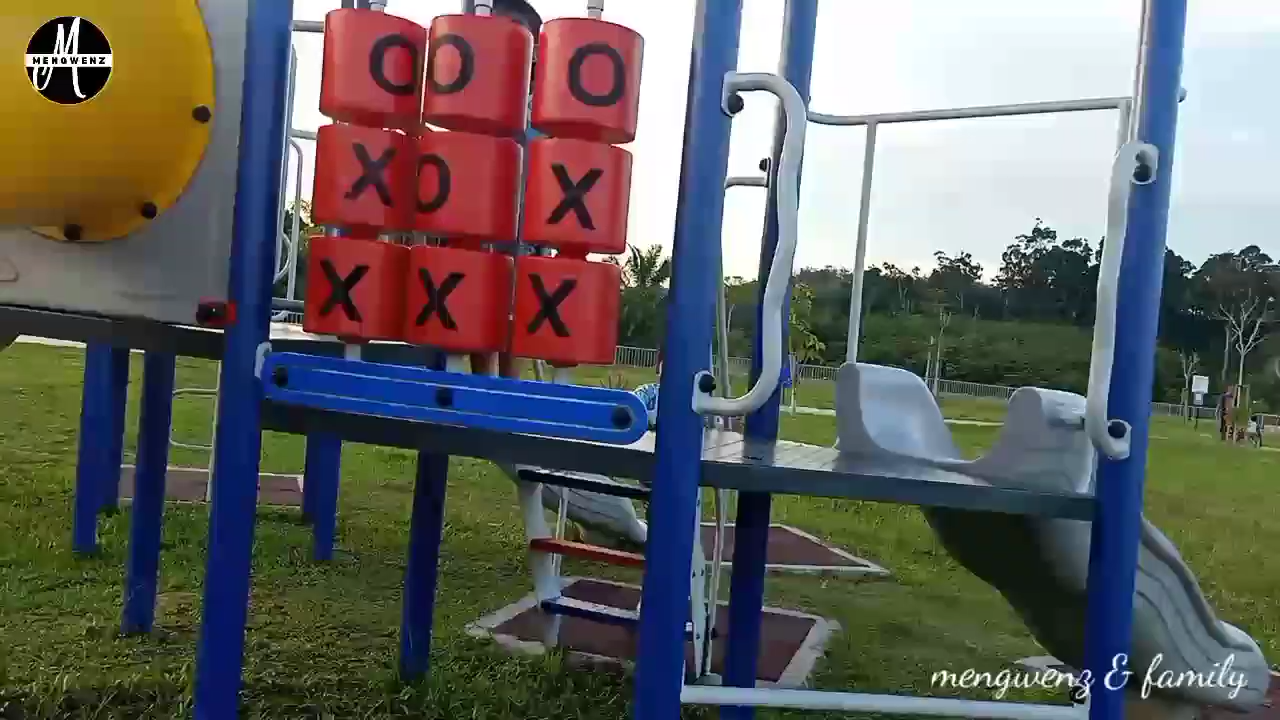 M
MENGWENZ
O O O
X O X
X X X
mengwenz & family